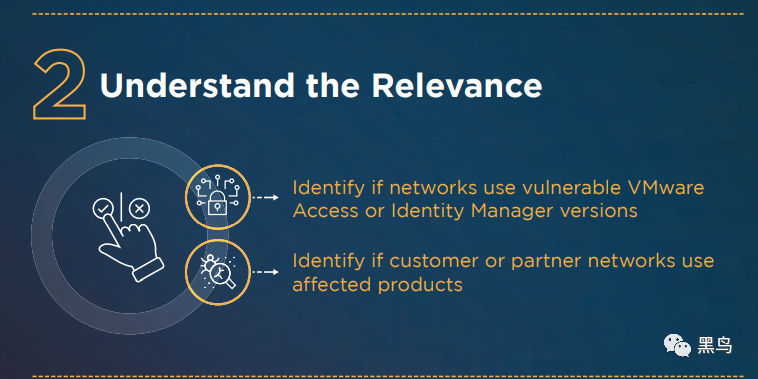 2
Understand the Relevance
Identify if networks use vulnerable VMware
Access or Identity Manager versions
Identify if customer or partner networks use
affected products
黑鸟